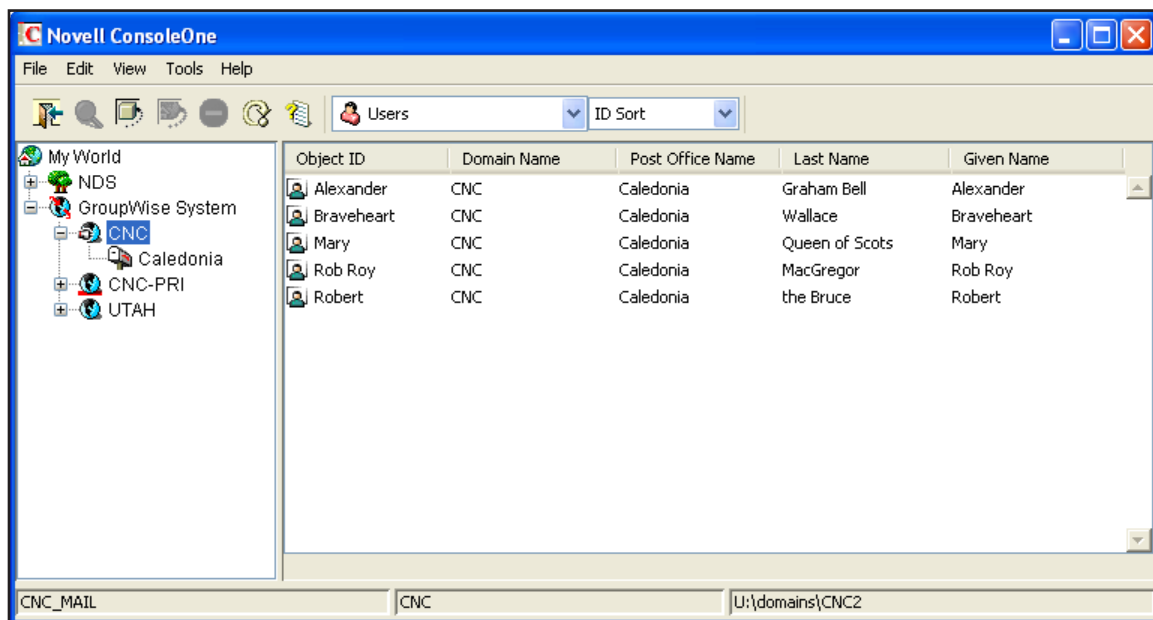 Novell ConsoleOne
File Edit View Tools Help
Users ID Sort
My World
NDS
GroupWise System
CNC
Caledonia
CNC-PRI
UTAH
Object ID Domain Name Post Office Name Last Name Given Name
Alexander CNC Caledonia Graham Bell Alexander
Braveheart CNC Caledonia Wallace Braveheart
Mary CNC Caledonia Queen of Scots Mary
Rob Roy CNC Caledonia MacGregor Rob Roy
Robert CNC Caledonia the Bruce Robert
CNC_MAIL CNC U:\domains\CNC2